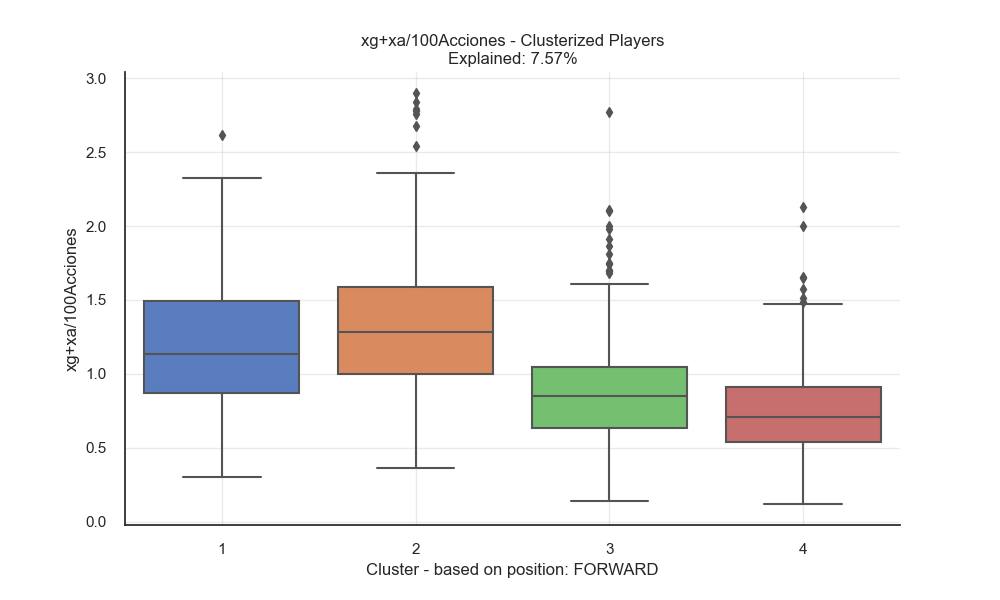 xg+xa/100Acciones - Clusterized Players
Explained: 7.57%
xg+xa/100Acciones
3.0
2.5
2.0
1.5
1.0
0.5
0.0
1 2 3 4
Cluster - based on position: FORWARD